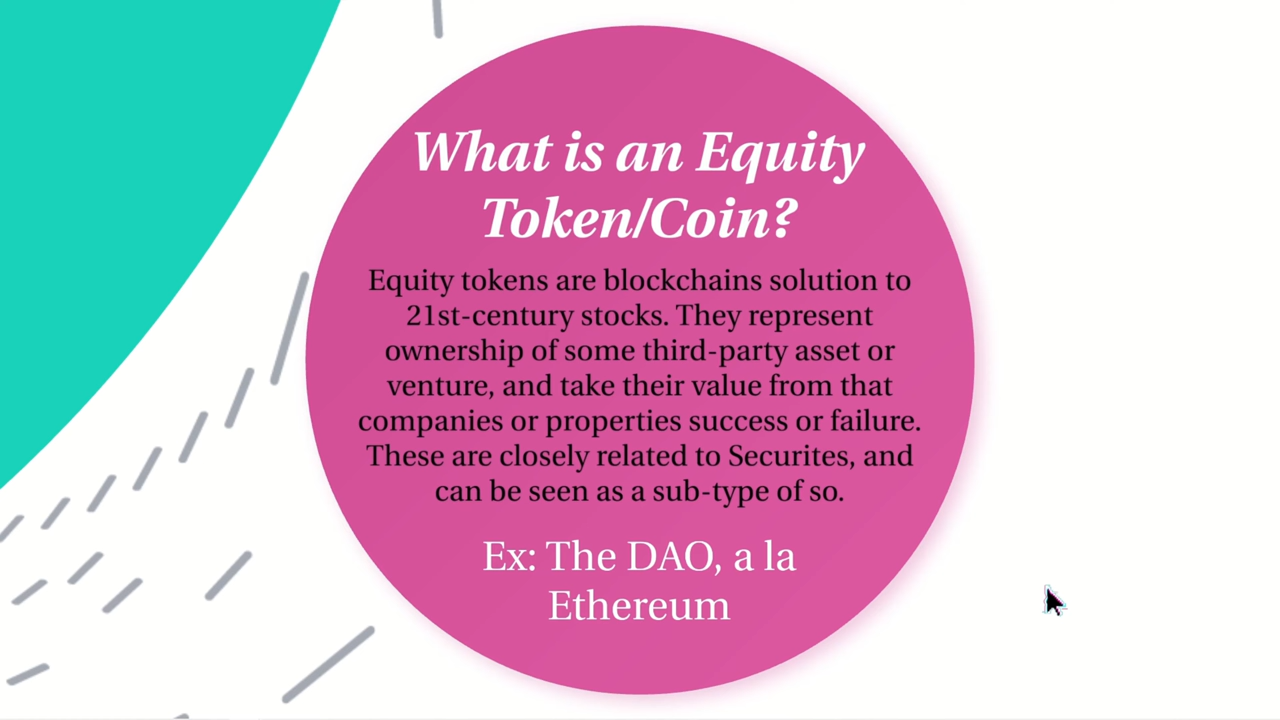 What is an Equity
Token/Coin?
Equity tokens are blockchains solution to
21st-century stocks. They represent
ownership of some third-party asset or
venture, and take their value from that
companies or properties success or failure.
These are closely related to Securites, and
can be seen as a sub-type of so.
Ex: The DAO, a la
Ethereum